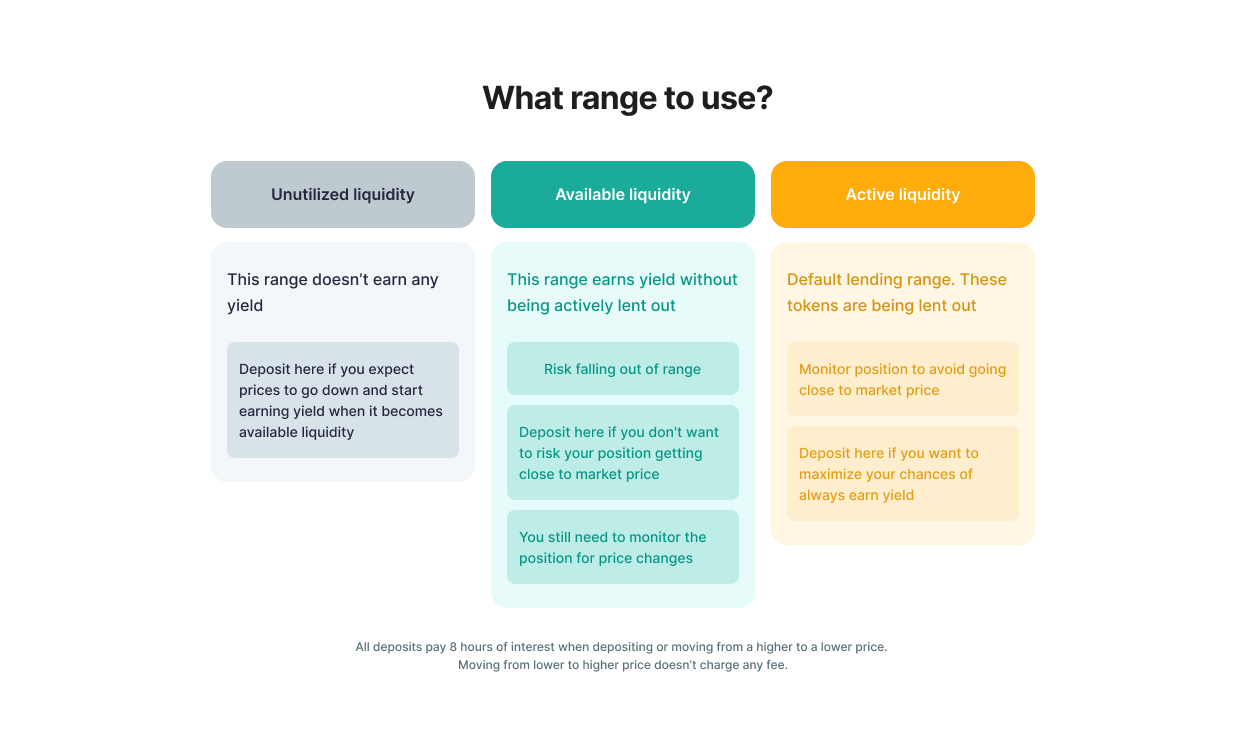 What range to use?
Unutilized liquidity
This range doesn’t earn any
yield
Deposit here if you expect
prices to go down and start
earning yield when it becomes
available liquidity
Available liquidity
This range earns yield without
being actively lent out
Risk falling out of range
Deposit here if you don't want
to risk your position getting
close to market price
You still need to monitor the
position for price changes
Active liquidity
Default lending range. These
tokens are being lent out
Monitor position to avoid going
close to market price
Deposit here if you want to
maximize your chances of
always earn yield
All deposits pay 8 hours of interest when depositing or moving from a higher to a lower price.
Moving from lower to higher price doesn’t charge any fee.